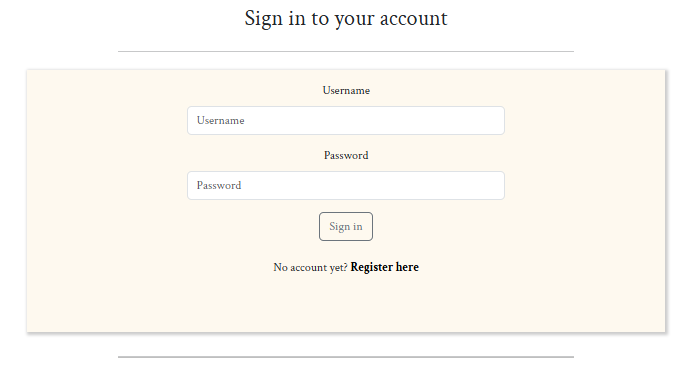 Sign in to your account
Username
Username
Password
Password
Sign in
No account yet? Register here